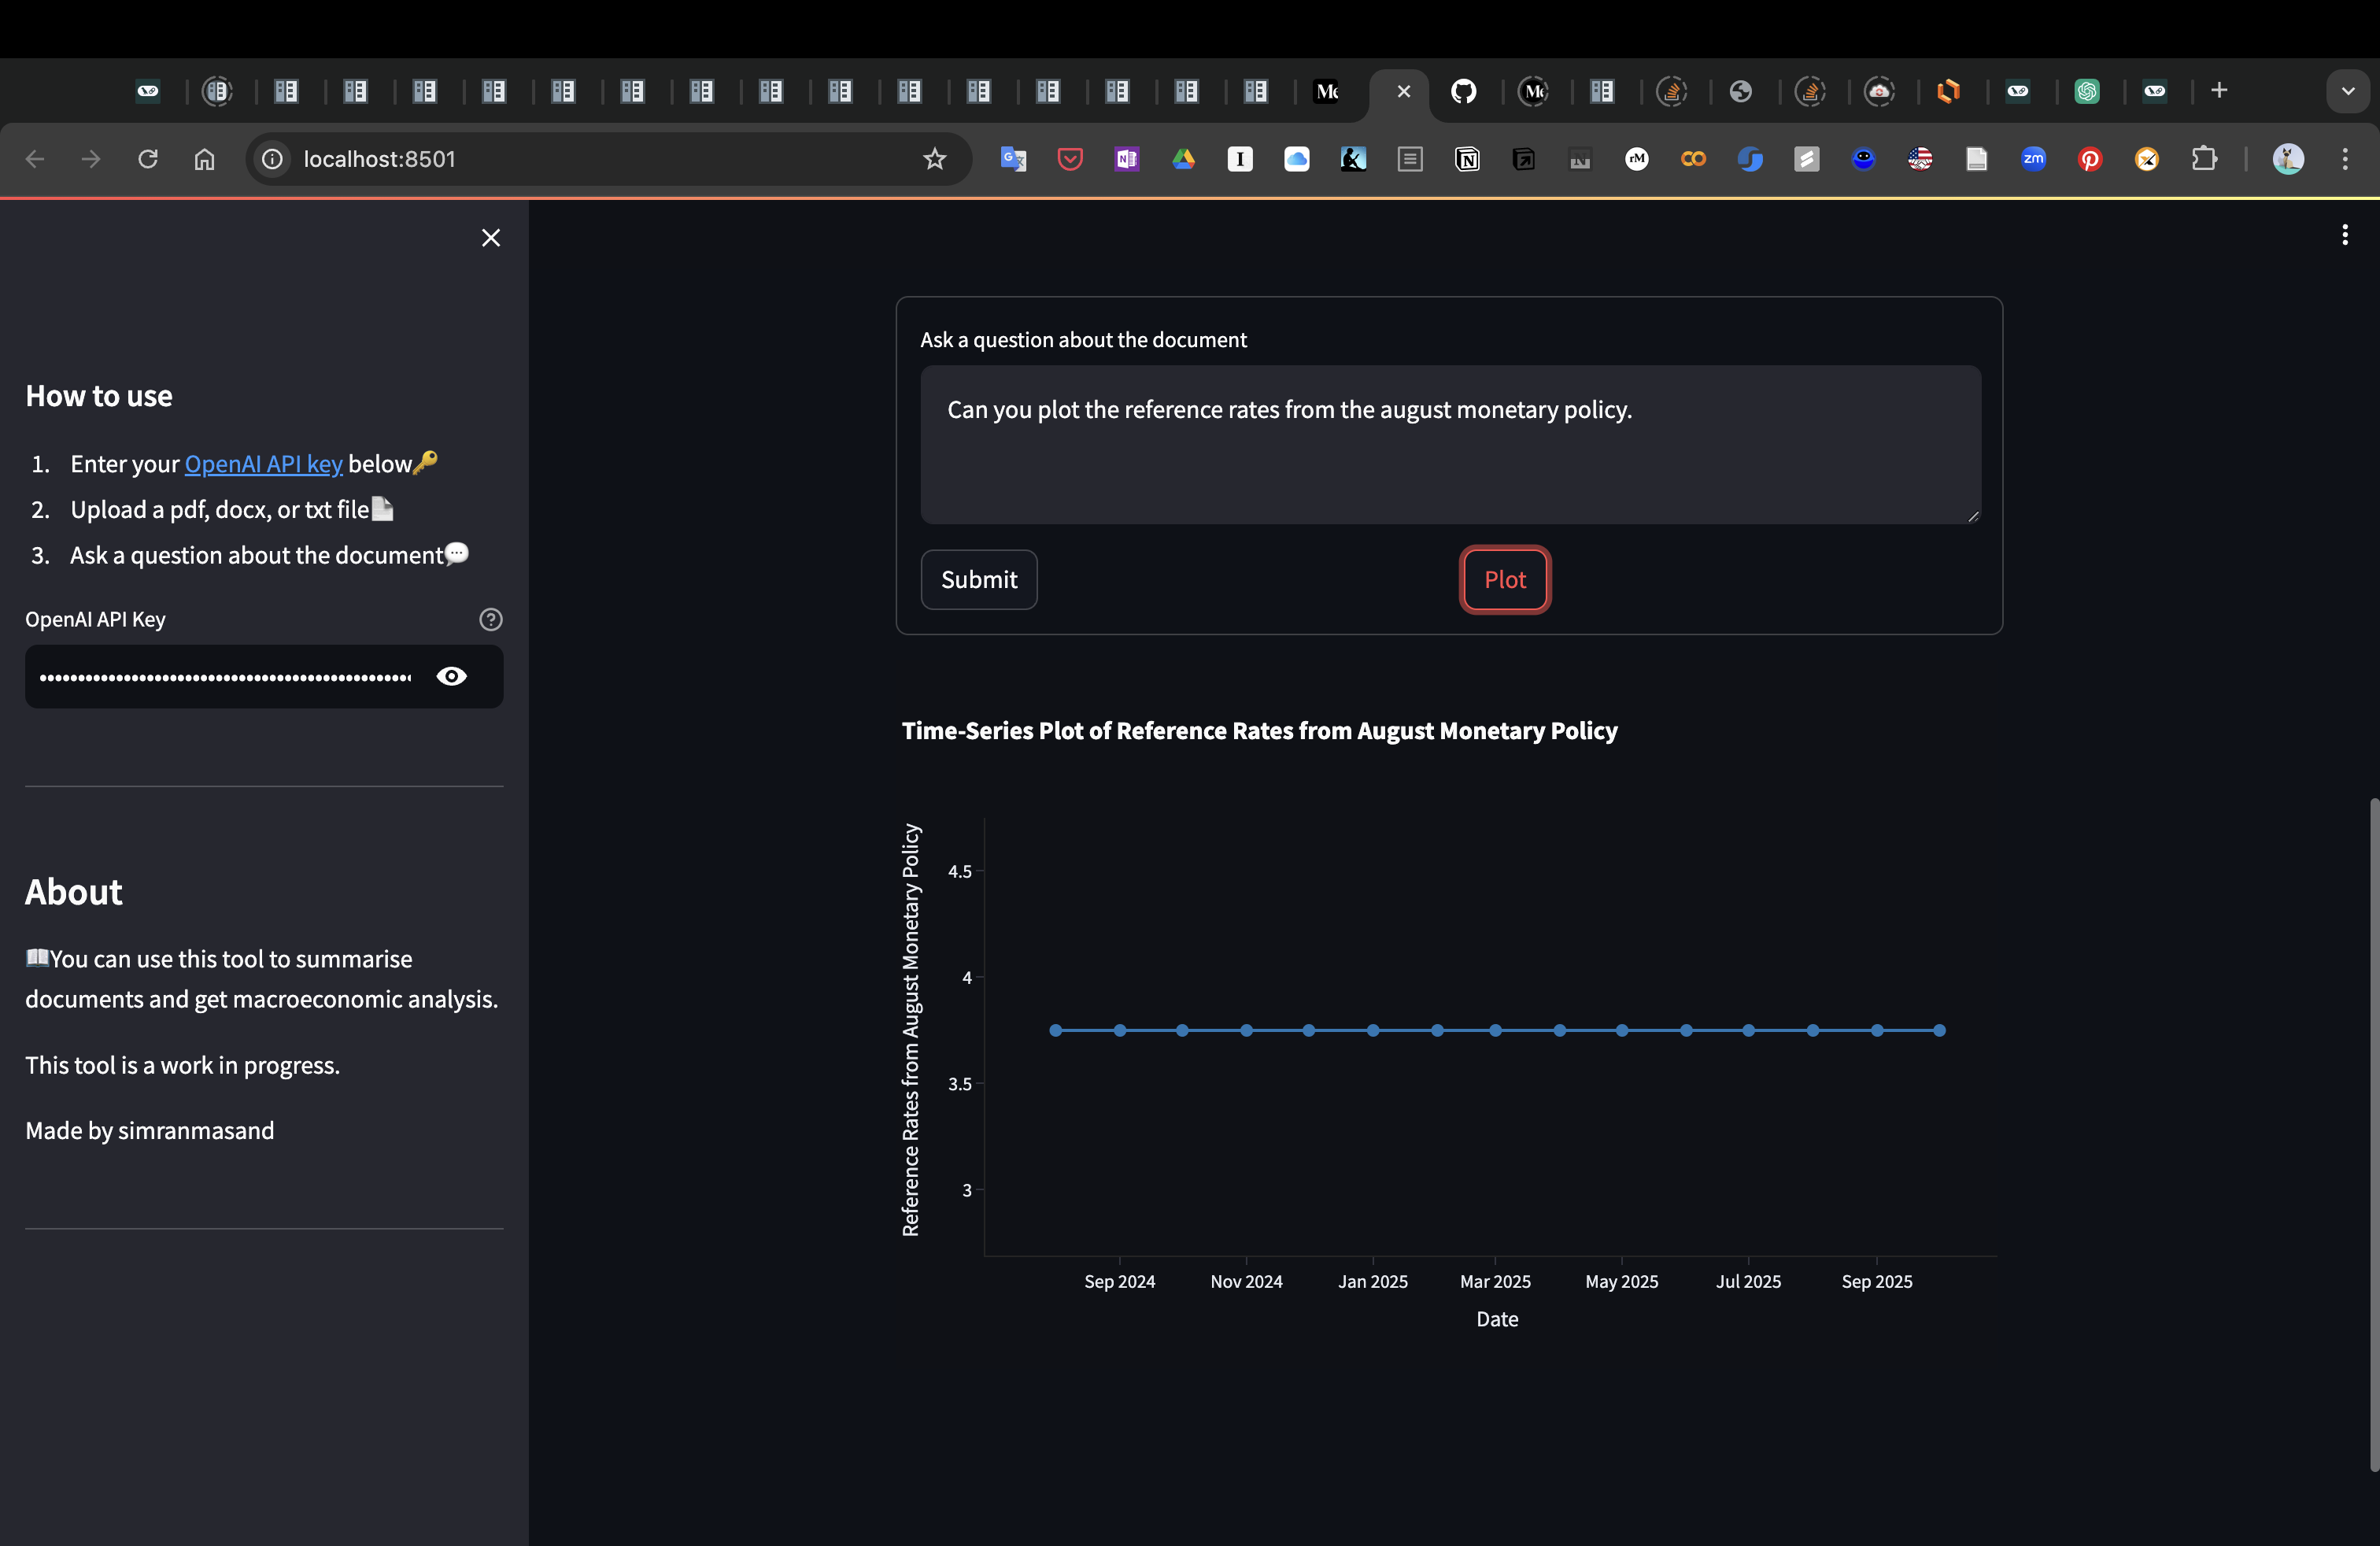 localhost:8501
How to use
1. Enter your OpenAI API key below🔑
2. Upload a pdf, docx, or txt file📄
3. Ask a question about the document💬
OpenAI API Key
About
📖You can use this tool to summarise
documents and get macroeconomic analysis.
This tool is a work in progress.
Made by simranmasand
Ask a question about the document
Can you plot the reference rates from the august monetary policy.
Submit
Plot
Time-Series Plot of Reference Rates from August Monetary Policy
Reference Rates from August Monetary Policy
4.5
4
3.5
3
Sep 2024 Nov 2024 Jan 2025 Mar 2025 May 2025 Jul 2025 Sep 2025
Date